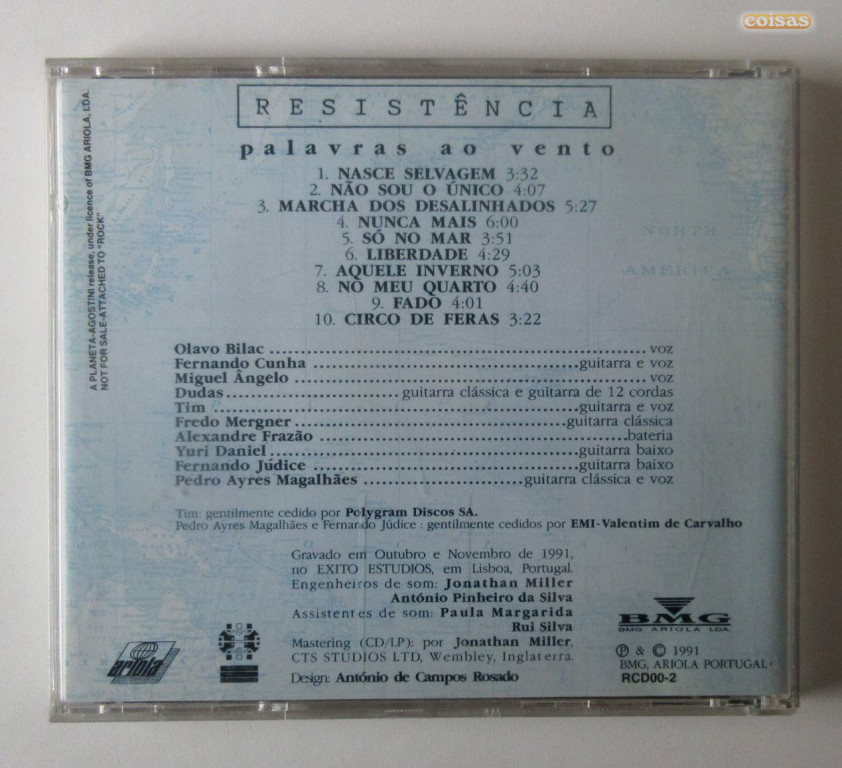 coisas
RESISTÊNCIA
palavras ao vento
1. NASCE SELVAGEM 3:32
2. NÃO SOU O ÚNICO 4:07
3. MARCHA DOS DESALINHADOS 5:27
4. NUNCA MAIS 6:00
5. SÓ NO MAR 3:51
6. LIBERDADE 4:29
7. AQUELE INVERNO 5:03
8. NO MEU QUARTO 4:40
9. FADO 4:01
10. CIRCO DE FERAS 3:22
NORTH
AMERICA
A PLANETA-AGOSTINI release, under licence of BMG ARIOLA, LDA.
NOT FOR SALE-ATTACHED TO "ROCK"
Olavo Bilac ........ voz
Fernando Cunha ........ guitarra e voz
Miguel Ângelo ........ voz
Dudas ........ guitarra clássica e guitarra de 12 cordas
Tim ........ guitarra e voz
Fredo Mergner ........ guitarra clássica
Alexandre Frazão ........ bateria
Yuri Daniel ........ guitarra baixo
Fernando Júdice ........ guitarra baixo
Pedro Ayres Magalhães ........ guitarra clássica e voz
Tim: gentilmente cedido por Polygram Discos SA.
Pedro Ayres Magalhães e Fernando Júdice : gentilmente cedidos por EMI-Valentim de Carvalho
Gravado em Outubro e Novembro de 1991,
no EXITO ESTUDIOS, em Lisboa, Portugal.
Engenheiros de som: Jonathan Miller
António Pinheiro da Silva
Assistentes de som: Paula Margarida
Rui Silva
Mastering (CD/LP): por Jonathan Miller,
CTS STUDIOS LTD, Wembley, Inglaterra.
Design: António de Campos Rosado
ariola
BMG
BMG ARIOLA LDA.
℗ & © 1991
BMG, ARIOLA PORTUGAL
RCD00-2